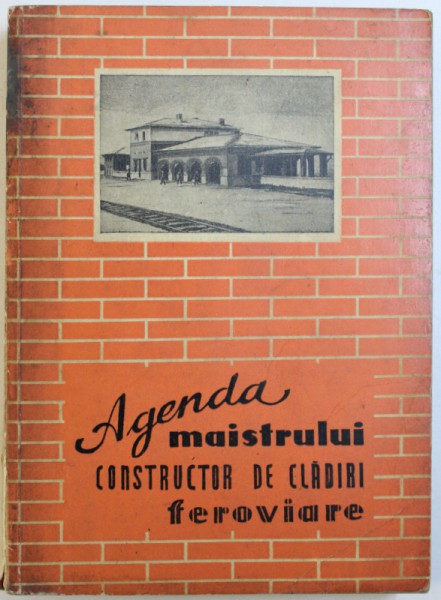 Agenda
maistrului
CONSTRUCTOR DE CLĂDIRI
feroviare